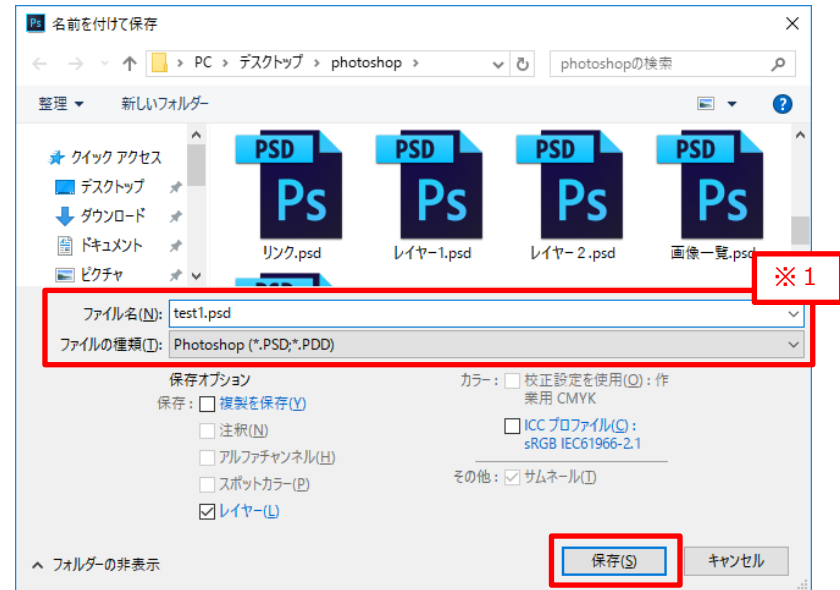 Ps 名前を付けて保存
PC › デスクトップ › photoshop ›
photoshopの検索
整理 ▼ 新しいフォルダー
?
クイック アクセス
デスクトップ
ダウンロード
ドキュメント
ピクチャ
PSD PSD PSD PSD
Ps Ps Ps Ps
リンク.psd レイヤー1.psd レイヤー２.psd 画像一覧.psd
※１
ファイル名(N): test1.psd
ファイルの種類(T): Photoshop (*.PSD;*.PDD)
保存オプション
保存: 複製を保存(Y)
注釈(N)
アルファチャンネル(H)
スポットカラー(P)
レイヤー(L)
カラー: 校正設定を使用(O):作
業用 CMYK
ICC プロファイル(C):
sRGB IEC61966-2.1
その他: サムネール(T)
フォルダーの非表示
保存(S) キャンセル